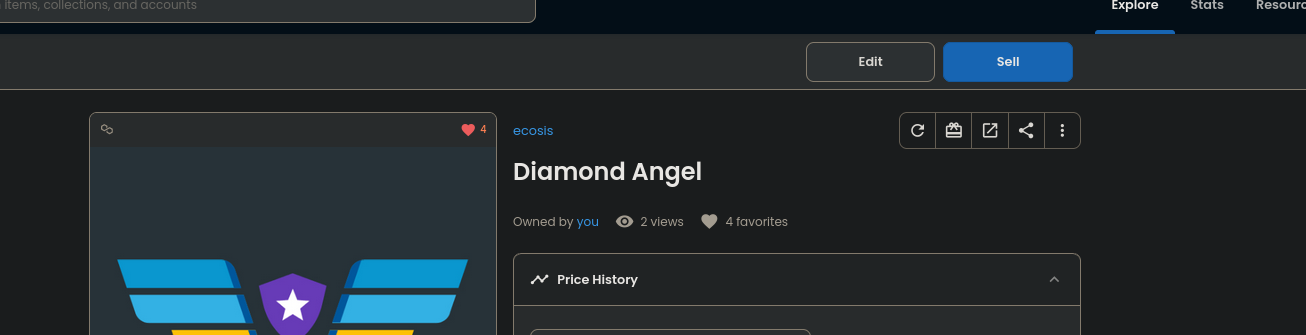 items, collections, and accounts
Explore Stats Resour
Edit Sell
4
ecosis
Diamond Angel
Owned by you 2 views 4 favorites
Price History